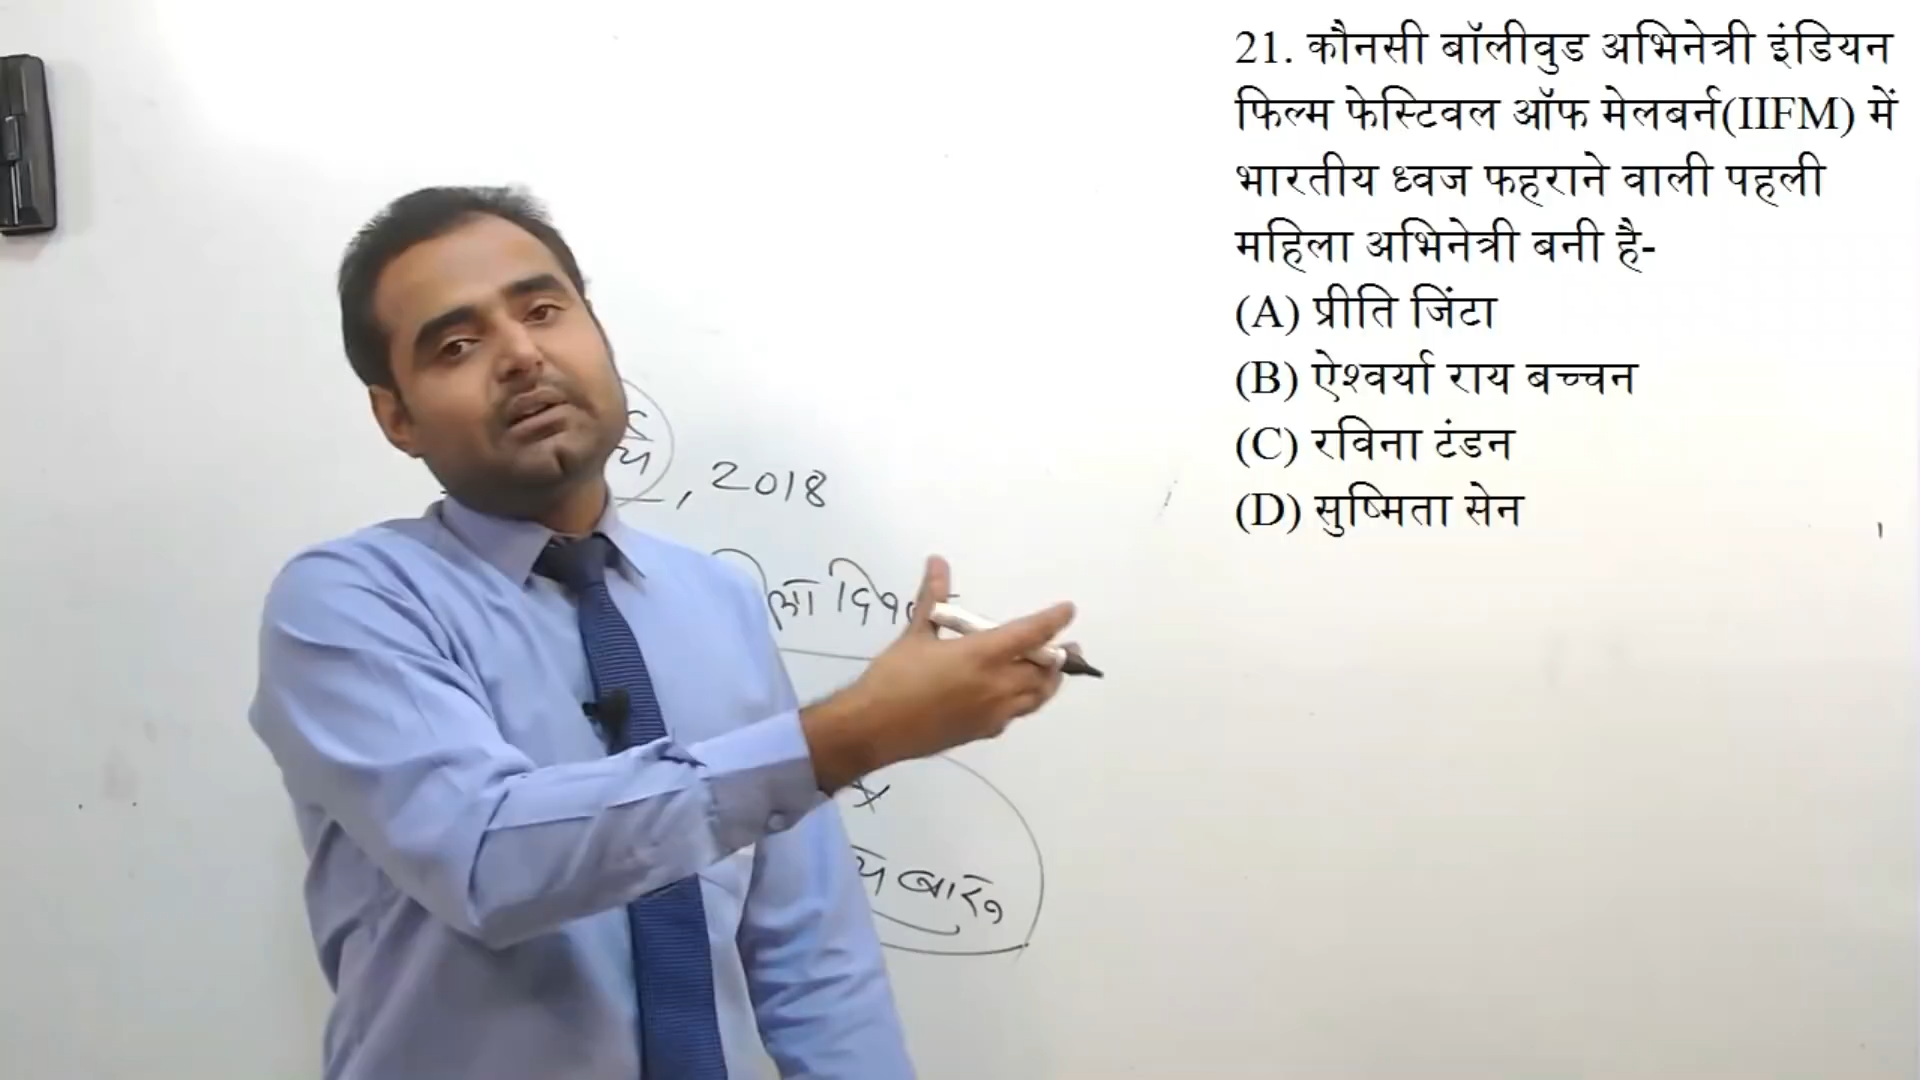 21. कौनसी बॉलीवुड अभिनेत्री इंडियन
फिल्म फेस्टिवल ऑफ मेलबर्न(IIFM) में
भारतीय ध्वज फहराने वाली पहली
महिला अभिनेत्री बनी है-
(A) प्रीति जिंटा
(B) ऐश्वर्या राय बच्चन
(C) रविना टंडन
(D) सुष्मिता सेन
, 2018